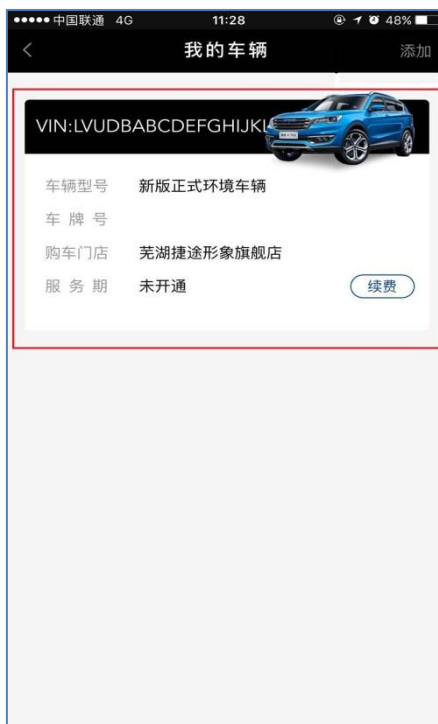 中国联通 4G 11:28 48%
我的车辆 添加
VIN:LVUDBABCDEFGHIJKL
车辆型号 新版正式环境车辆
车牌号
购车门店 芜湖捷途形象旗舰店
服务期 未开通 续费